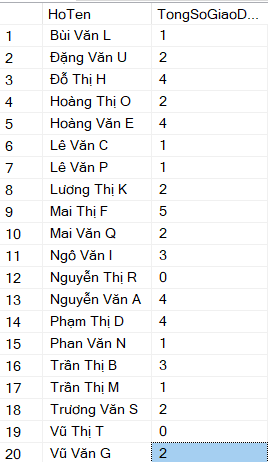 HoTen TongSoGiaoD...
1 Bùi Văn L 1
2 Đặng Văn U 2
3 Đỗ Thị H 4
4 Hoàng Thị O 2
5 Hoàng Văn E 4
6 Lê Văn C 1
7 Lê Văn P 1
8 Lương Thị K 2
9 Mai Thị F 5
10 Mai Văn Q 2
11 Ngô Văn I 3
12 Nguyễn Thị R 0
13 Nguyễn Văn A 4
14 Phạm Thị D 4
15 Phan Văn N 1
16 Trần Thị B 3
17 Trần Thị M 1
18 Trương Văn S 2
19 Vũ Thị T 0
20 Vũ Văn G 2